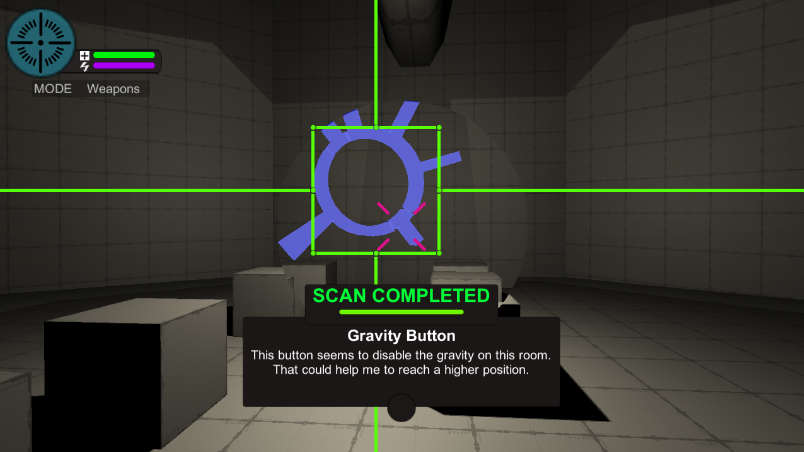 MODE Weapons
SCAN COMPLETED
Gravity Button
This button seems to disable the gravity on this room.
That could help me to reach a higher position.